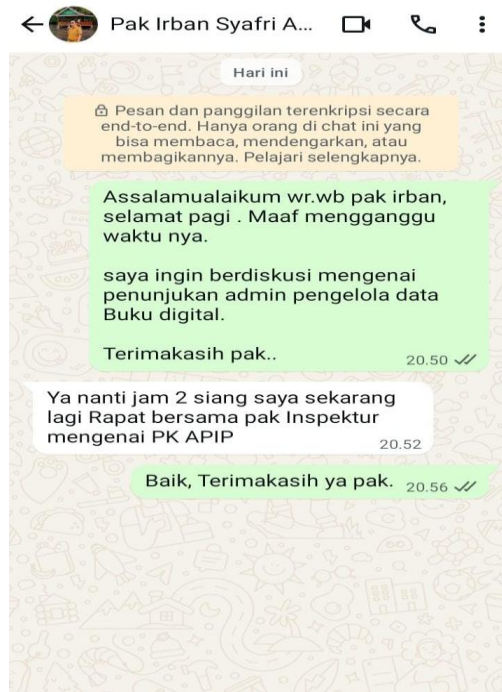 Pak Irban Syafri A...
Hari ini
Pesan dan panggilan terenkripsi secara
end-to-end. Hanya orang di chat ini yang
bisa membaca, mendengarkan, atau
membagikannya. Pelajari selengkapnya.
Assalamualaikum wr.wb pak irban,
selamat pagi . Maaf mengganggu
waktu nya.
saya ingin berdiskusi mengenai
penunjukan admin pengelola data
Buku digital.
Terimakasih pak..
20.50
Ya nanti jam 2 siang saya sekarang
lagi Rapat bersama pak Inspektur
mengenai PK APIP
20.52
Baik, Terimakasih ya pak.
20.56